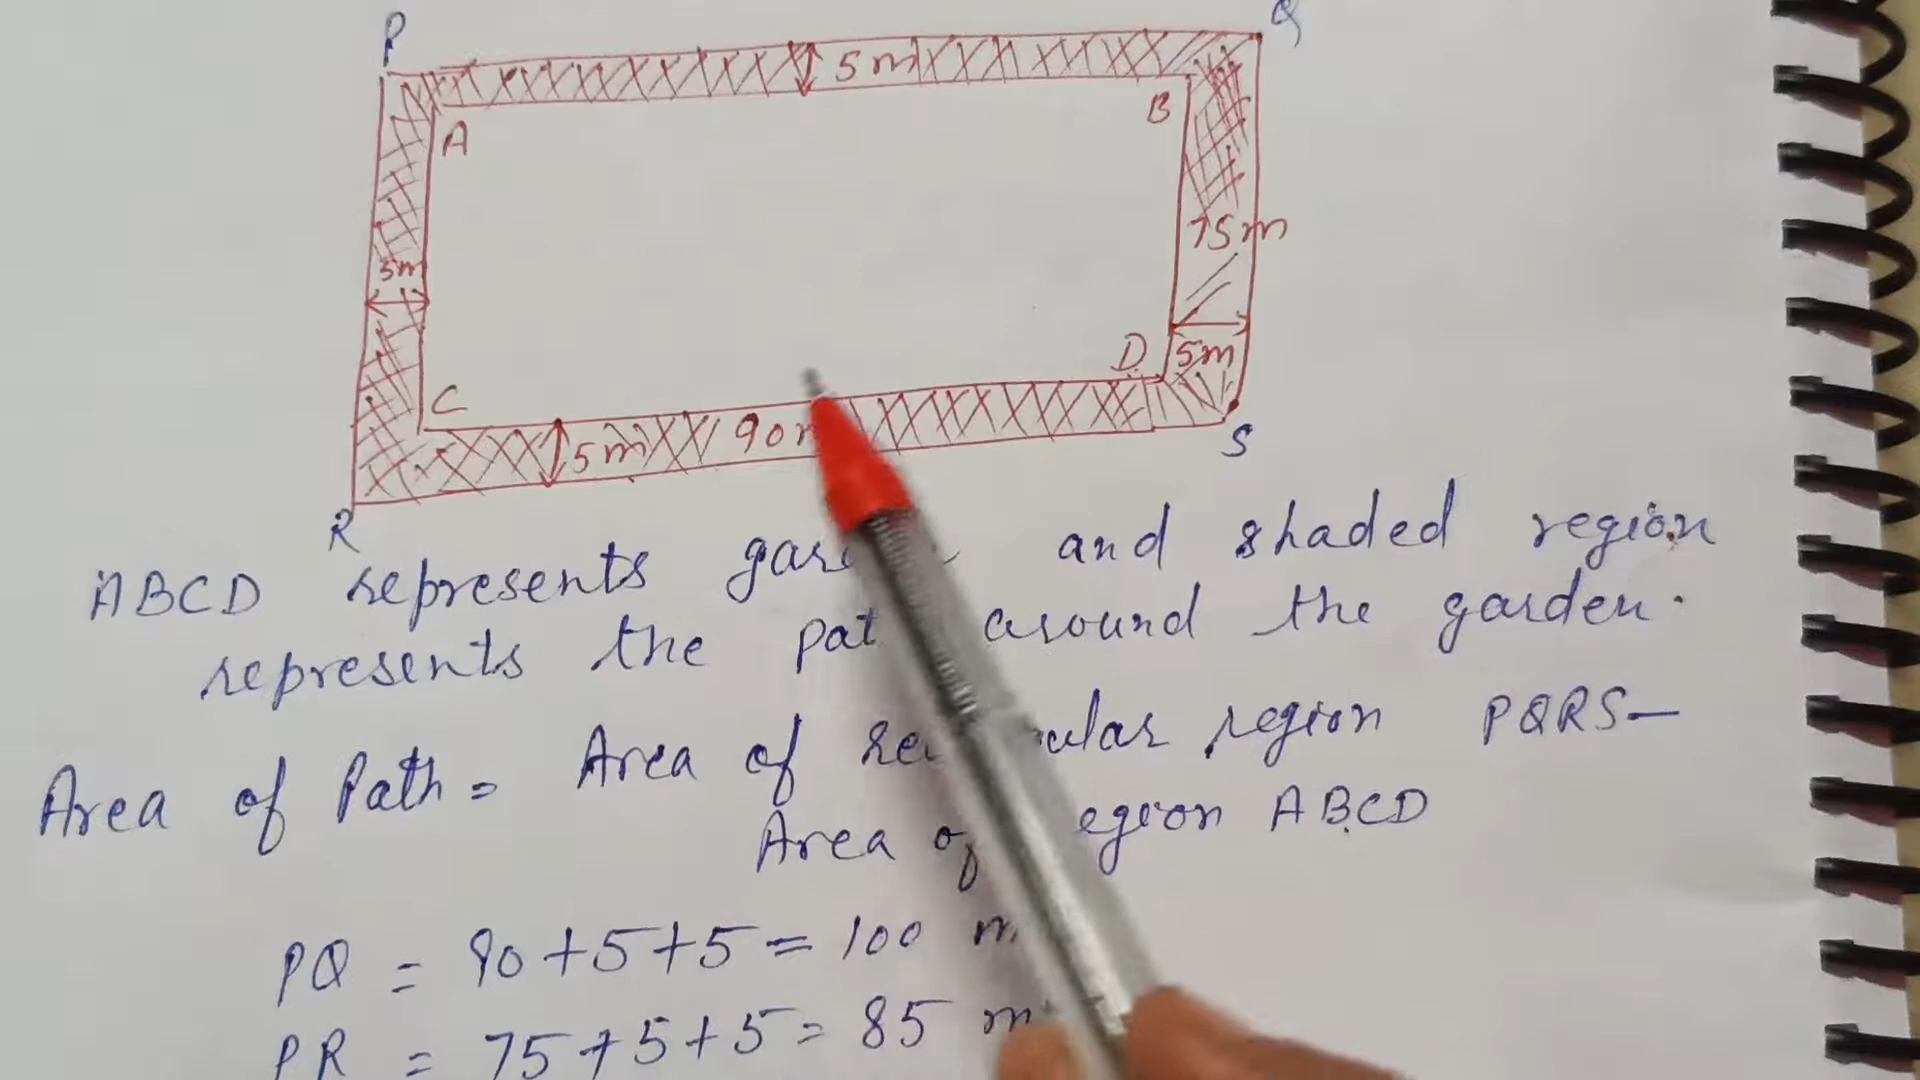 P Q
5m
A B
75m
5m
C D 5m
5m 90
R S
ABCD represents and shaded region
represents the around the garden.
Area of Path = Area of region PQRS-
Area ABCD
PQ = 90+5+5= 100 m
PR = 75+5+5= 85 m